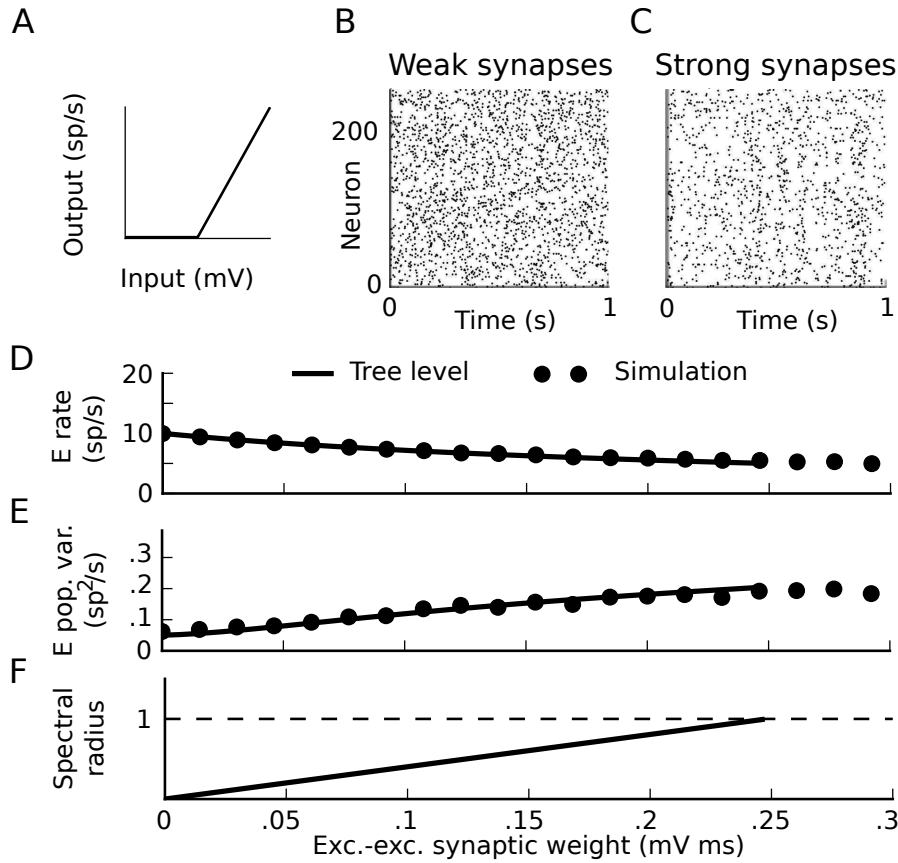 A
Output (sp/s)
Input (mV)
B
Weak synapses
200
Neuron
0
0
1
Time (s)
C
Strong synapses
0
1
Time (s)
D
Tree level
Simulation
E rate
(sp/s)
20
10
0
E
E pop. var.
(sp²/s)
.3
.2
.1
0
F
Spectral
radius
1
0
.05
.1
.15
.2
.25
.3
Exc.-exc. synaptic weight (mV ms)